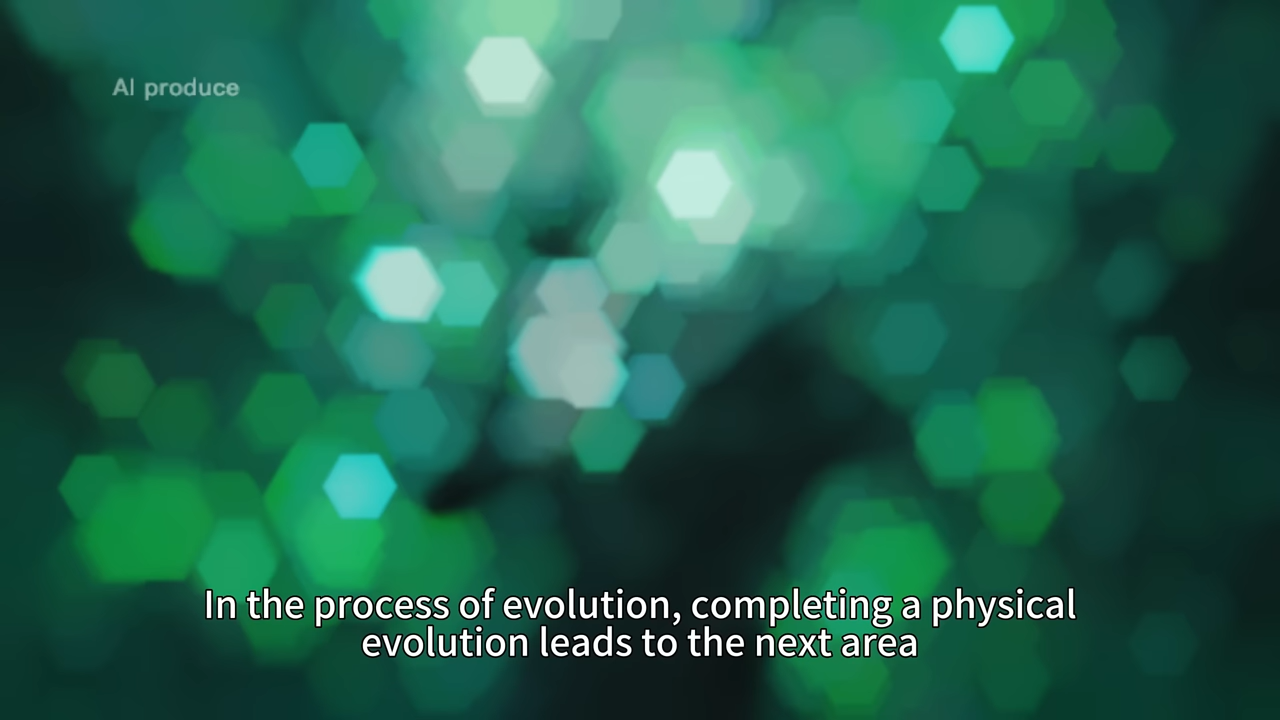 AI produce
In the process of evolution, completing a physical
evolution leads to the next area